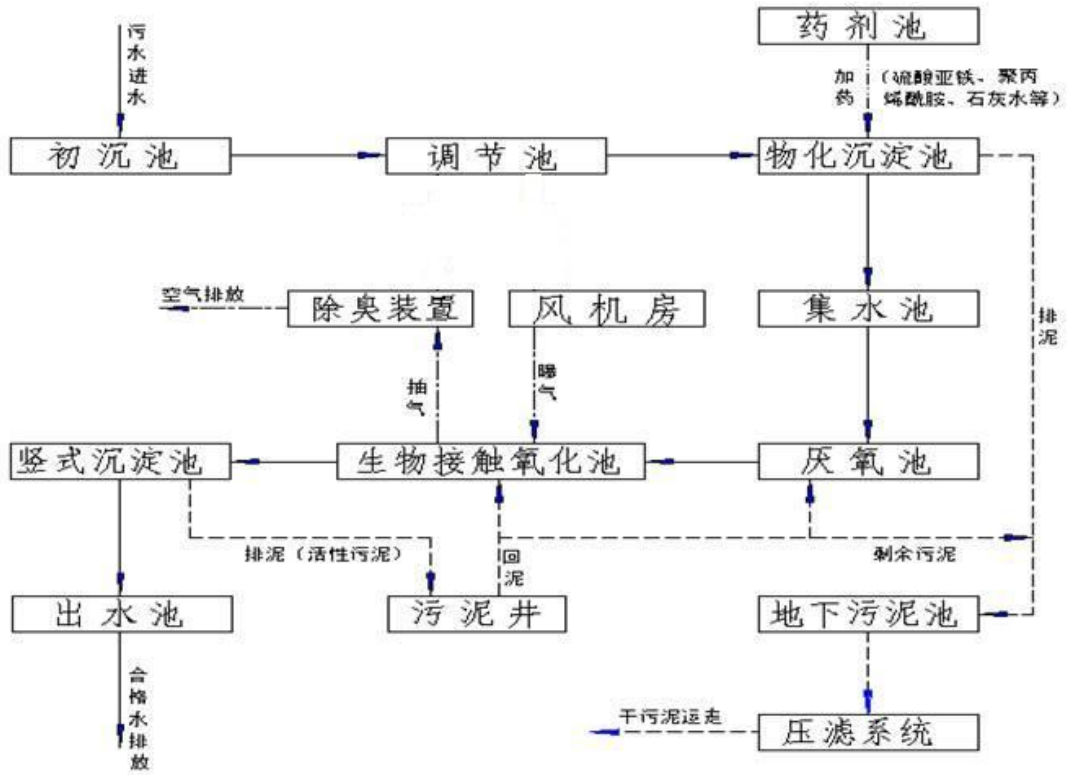 污水进水
药剂池
加药
(硫酸亚铁、聚丙
烯酰胺、石灰水等)
初沉池
调节池
物化沉淀池
空气排放
除臭装置
风机房
集水池
排泥
抽气
曝气
竖式沉淀池
生物接触氧化池
厌氧池
排泥(活性污泥)
回泥
剩余污泥
出水池
污泥井
地下污泥池
合格水排放
干污泥运走
压滤系统